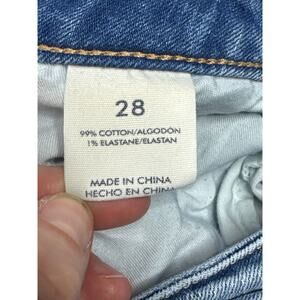 28
99% COTTON/ALGODÓN
1% ELASTANE/ELASTAN
MADE IN CHINA
HECHO EN CHINA